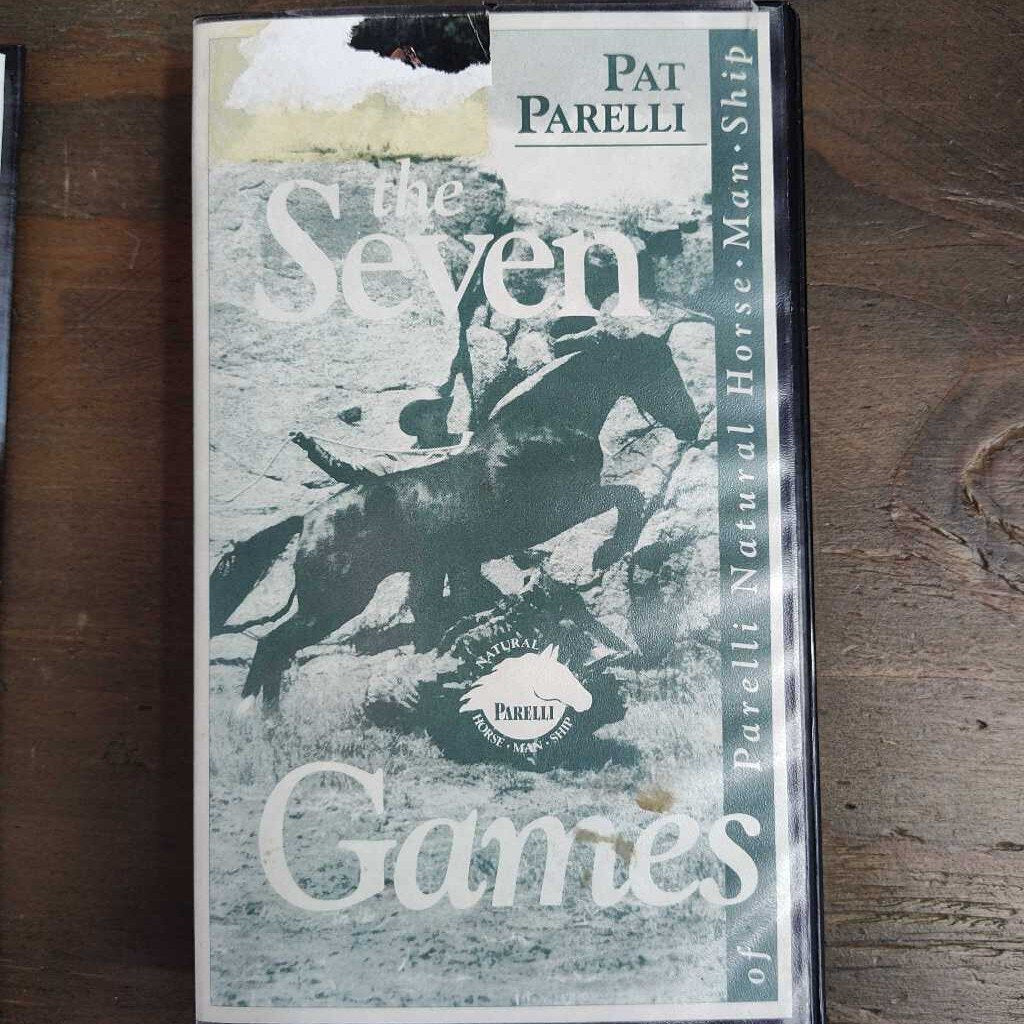 PAT
PARELLI
the
Seven
Games
of Parelli Natural Horse·Man·Ship
NATURAL
PARELLI
HORSE·MAN·SHIP